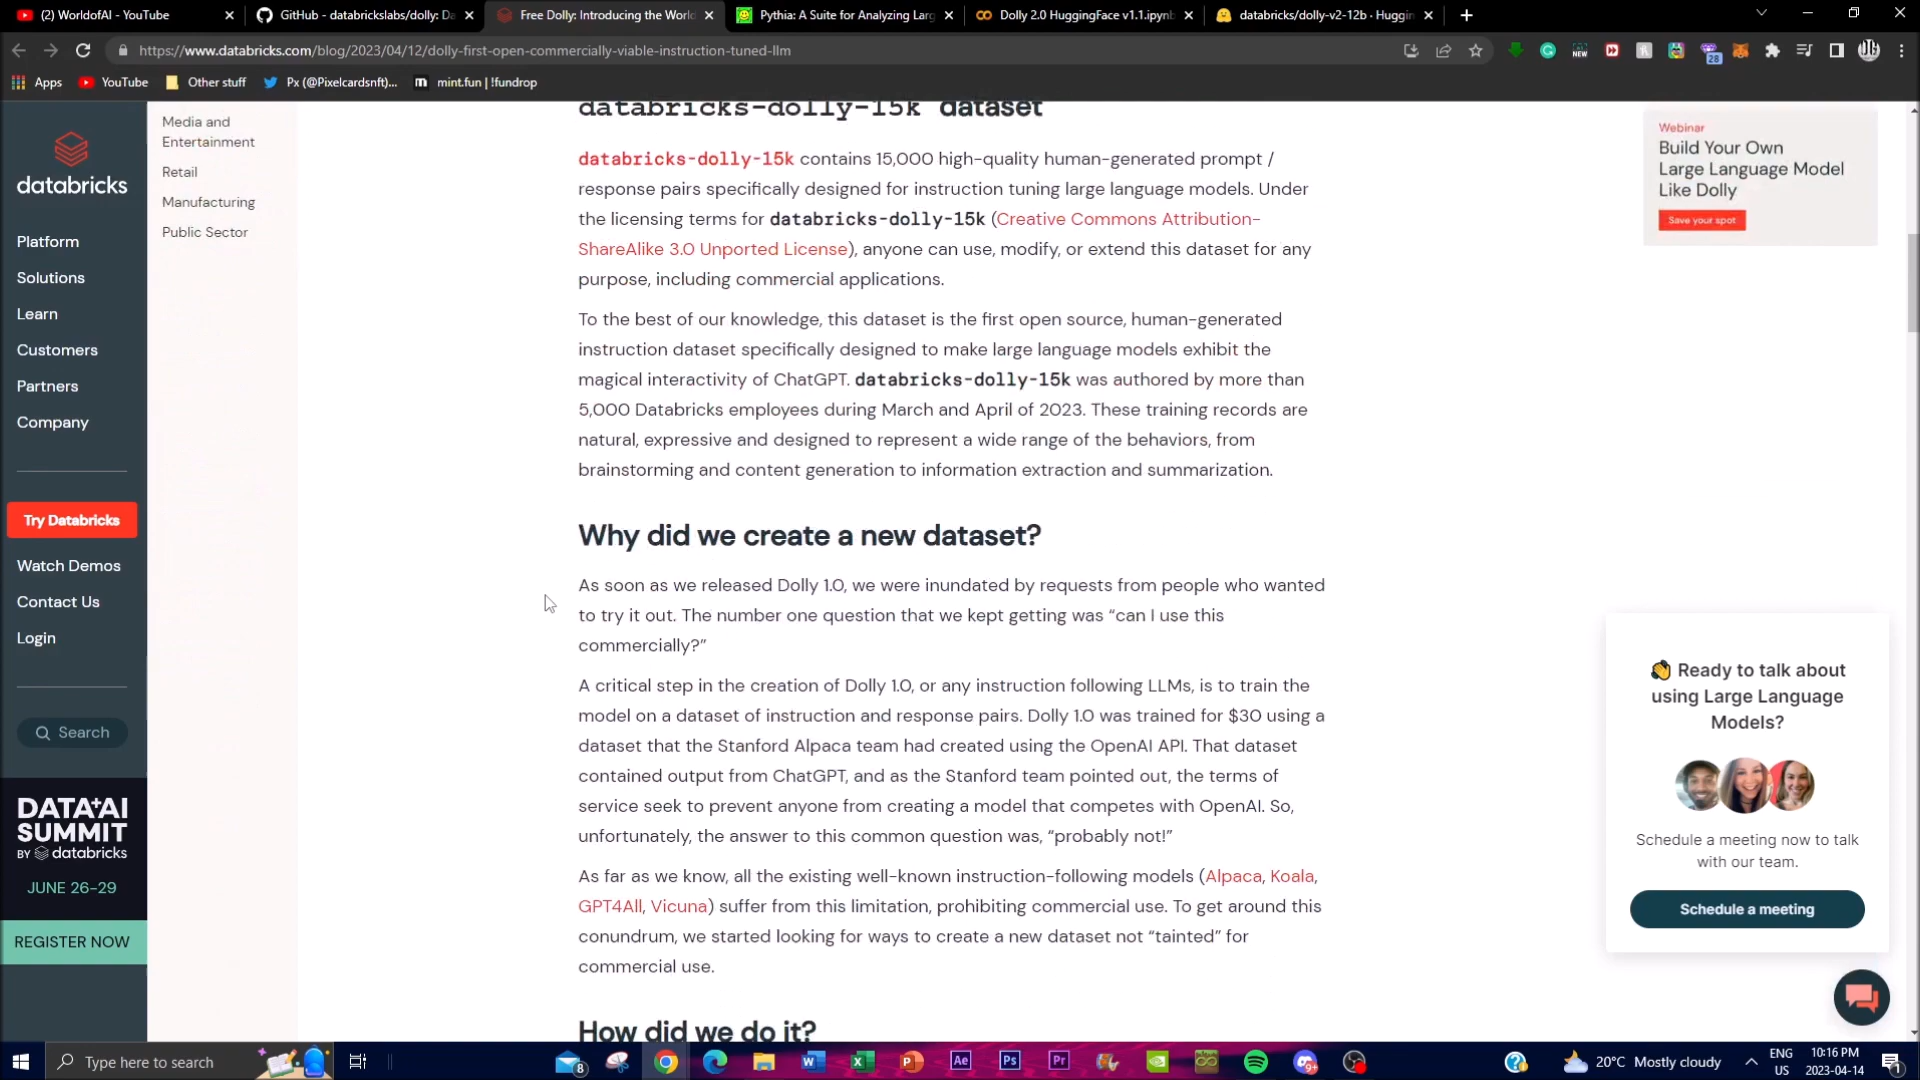 (2) WorldofAI - YouTube
GitHub - databrickslabs/dolly: Da
Free Dolly: Introducing the World
Pythia: A Suite for Analyzing Larg
Dolly 2.0 HuggingFace v1.1.ipynb
databricks/dolly-v2-12b · Huggin
https://www.databricks.com/blog/2023/04/12/dolly-first-open-commercially-viable-instruction-tuned-llm
NEW
28
Apps
YouTube
Other stuff
Px (@Pixelcardsnft)...
mint.fun | !fundrop
databricks
Platform
Solutions
Learn
Customers
Partners
Company
Try Databricks
Watch Demos
Contact Us
Login
Search
DATA+AI
SUMMIT
BY databricks
JUNE 26-29
REGISTER NOW
Media and
Entertainment
Retail
Manufacturing
Public Sector
databricks-dolly-15k dataset
databricks-dolly-15k contains 15,000 high-quality human-generated prompt /
response pairs specifically designed for instruction tuning large language models. Under
the licensing terms for databricks-dolly-15k (Creative Commons Attribution-
ShareAlike 3.0 Unported License), anyone can use, modify, or extend this dataset for any
purpose, including commercial applications.
To the best of our knowledge, this dataset is the first open source, human-generated
instruction dataset specifically designed to make large language models exhibit the
magical interactivity of ChatGPT. databricks-dolly-15k was authored by more than
5,000 Databricks employees during March and April of 2023. These training records are
natural, expressive and designed to represent a wide range of the behaviors, from
brainstorming and content generation to information extraction and summarization.
Why did we create a new dataset?
As soon as we released Dolly 1.0, we were inundated by requests from people who wanted
to try it out. The number one question that we kept getting was “can I use this
commercially?”
A critical step in the creation of Dolly 1.0, or any instruction following LLMs, is to train the
model on a dataset of instruction and response pairs. Dolly 1.0 was trained for $30 using a
dataset that the Stanford Alpaca team had created using the OpenAI API. That dataset
contained output from ChatGPT, and as the Stanford team pointed out, the terms of
service seek to prevent anyone from creating a model that competes with OpenAI. So,
unfortunately, the answer to this common question was, “probably not!”
As far as we know, all the existing well-known instruction-following models (Alpaca, Koala,
GPT4All, Vicuna) suffer from this limitation, prohibiting commercial use. To get around this
conundrum, we started looking for ways to create a new dataset not “tainted” for
commercial use.
How did we do it?
Webinar
Build Your Own
Large Language Model
Like Dolly
Save your spot
Ready to talk about
using Large Language
Models?
Schedule a meeting now to talk
with our team.
Schedule a meeting
Type here to search
8
Ae
Ps
Pr
9+
20°C Mostly cloudy
ENG
US
10:16 PM
2023-04-14
1